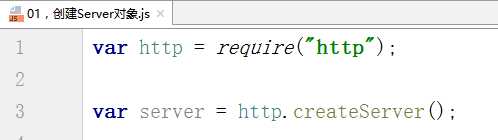 01，创建Server对象.js
1 var http = require("http");
2
3 var server = http.createServer();